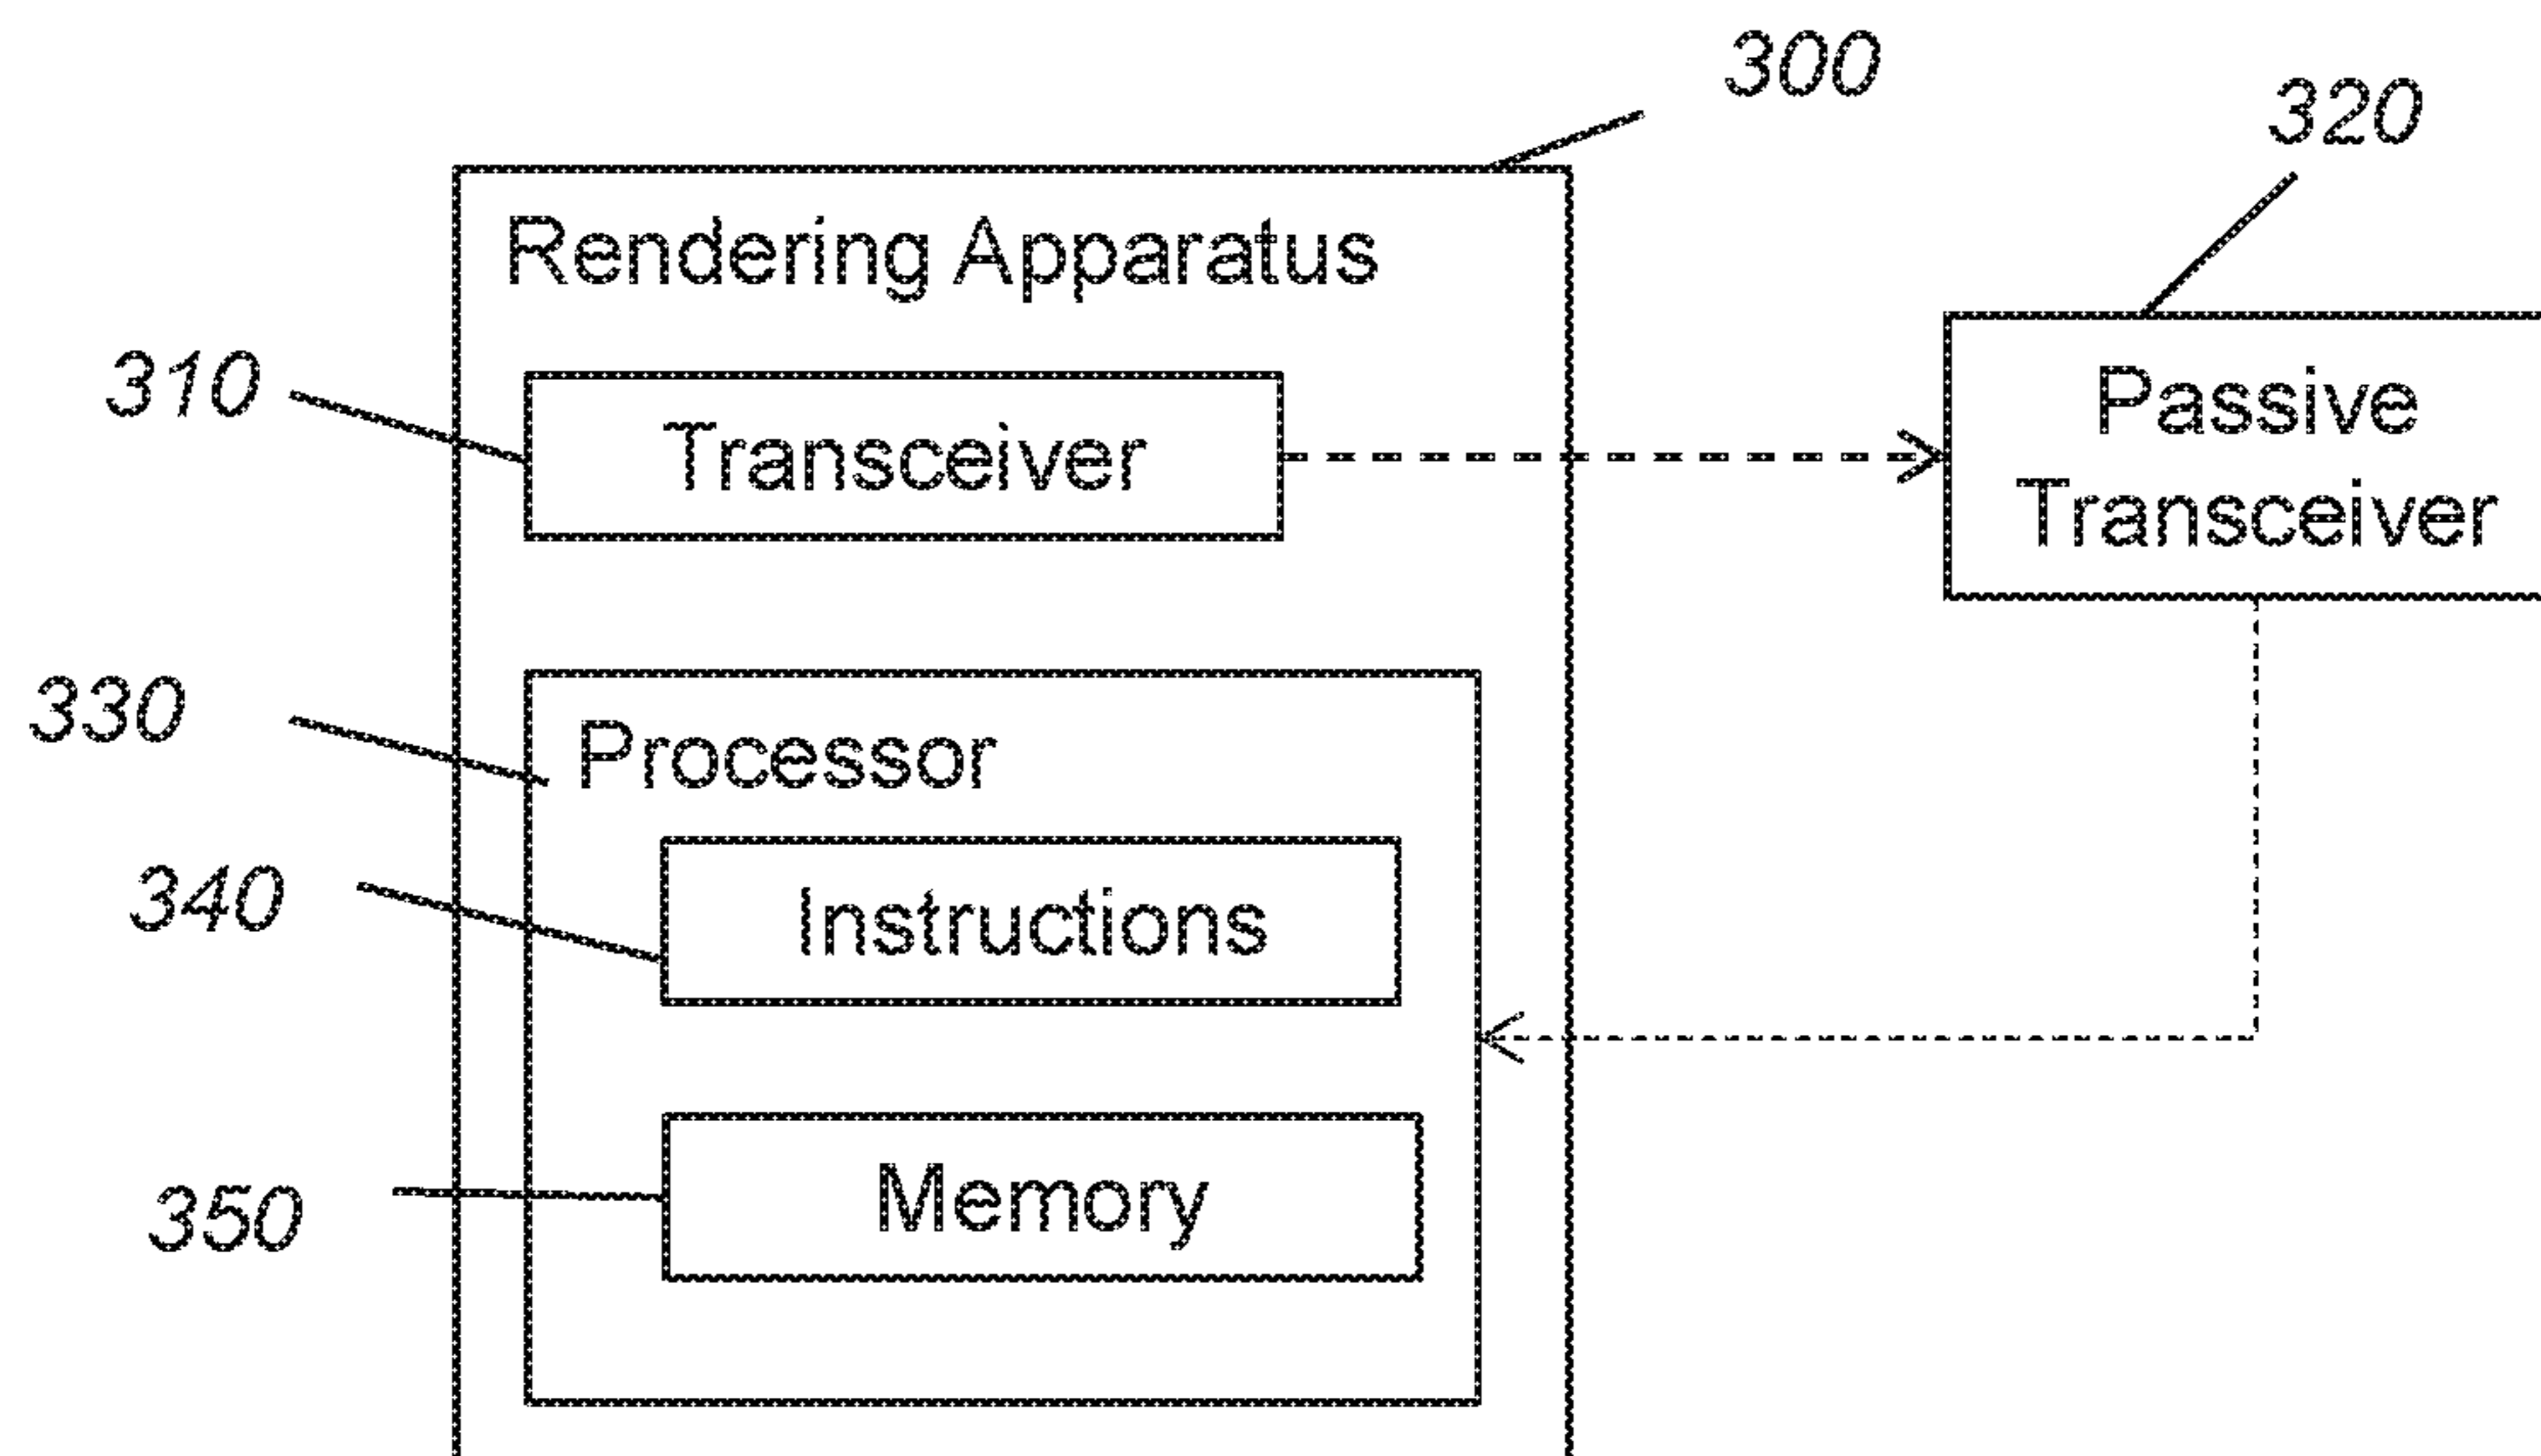 300
320
Rendering Apparatus
310
Transceiver
Passive
Transceiver
330
Processor
340
Instructions
350
Memory